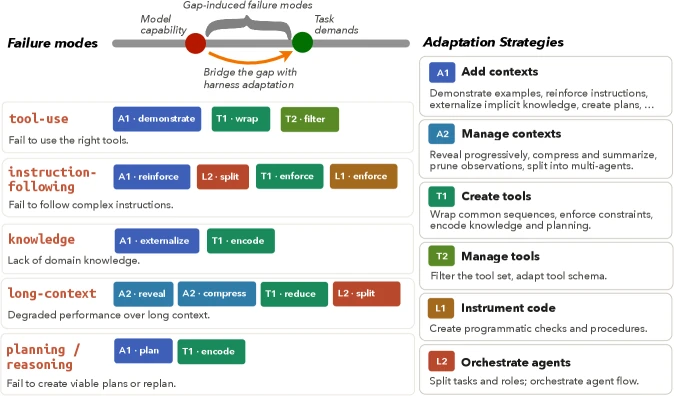 Gap-induced failure modes
Model
capability
Task
demands
Failure modes
Bridge the gap with
harness adaptation
tool-use
A1 · demonstrate
T1 · wrap
T2 · filter
Fail to use the right tools.
instruction-
following
A1 · reinforce
L2 · split
T1 · enforce
L1 · enforce
Fail to follow complex instructions.
knowledge
A1 · externalize
T1 · encode
Lack of domain knowledge.
long-context
A2 · reveal
A2 · compress
T1 · reduce
L2 · split
Degraded performance over long context.
planning /
reasoning
A1 · plan
T1 · encode
Fail to create viable plans or replan.
Adaptation Strategies
A1 Add contexts
Demonstrate examples, reinforce instructions,
externalize implicit knowledge, create plans, ...
A2 Manage contexts
Reveal progressively, compress and summarize,
prune observations, split into multi-agents.
T1 Create tools
Wrap common sequences, enforce constraints,
encode knowledge and planning.
T2 Manage tools
Filter the tool set, adapt tool schema.
L1 Instrument code
Create programmatic checks and procedures.
L2 Orchestrate agents
Split tasks and roles; orchestrate agent flow.